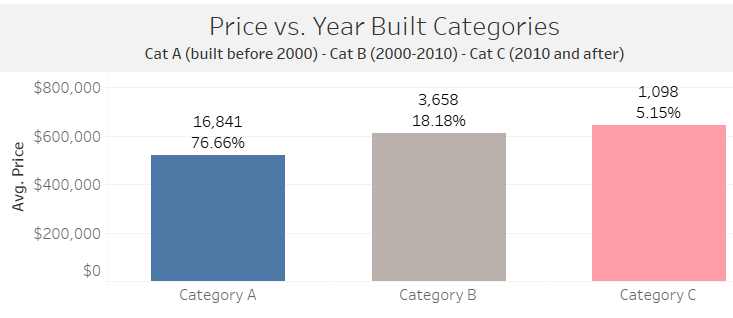 Price vs. Year Built Categories
Cat A (built before 2000) - Cat B (2000-2010) - Cat C (2010 and after)
Avg. Price
$800,000
$600,000
$400,000
$200,000
$0
16,841
76.66%
3,658
18.18%
1,098
5.15%
Category A
Category B
Category C